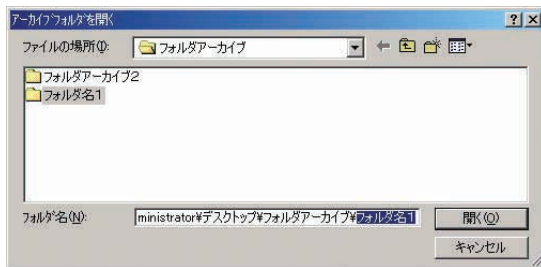 アーカイブフォルダを開く
ファイルの場所(I): フォルダアーカイブ
フォルダアーカイブ2
フォルダ名1
フォルダ名(N): ministrator¥デスクトップ¥フォルダアーカイブ¥フォルダ名1 開く(O)
キャンセル